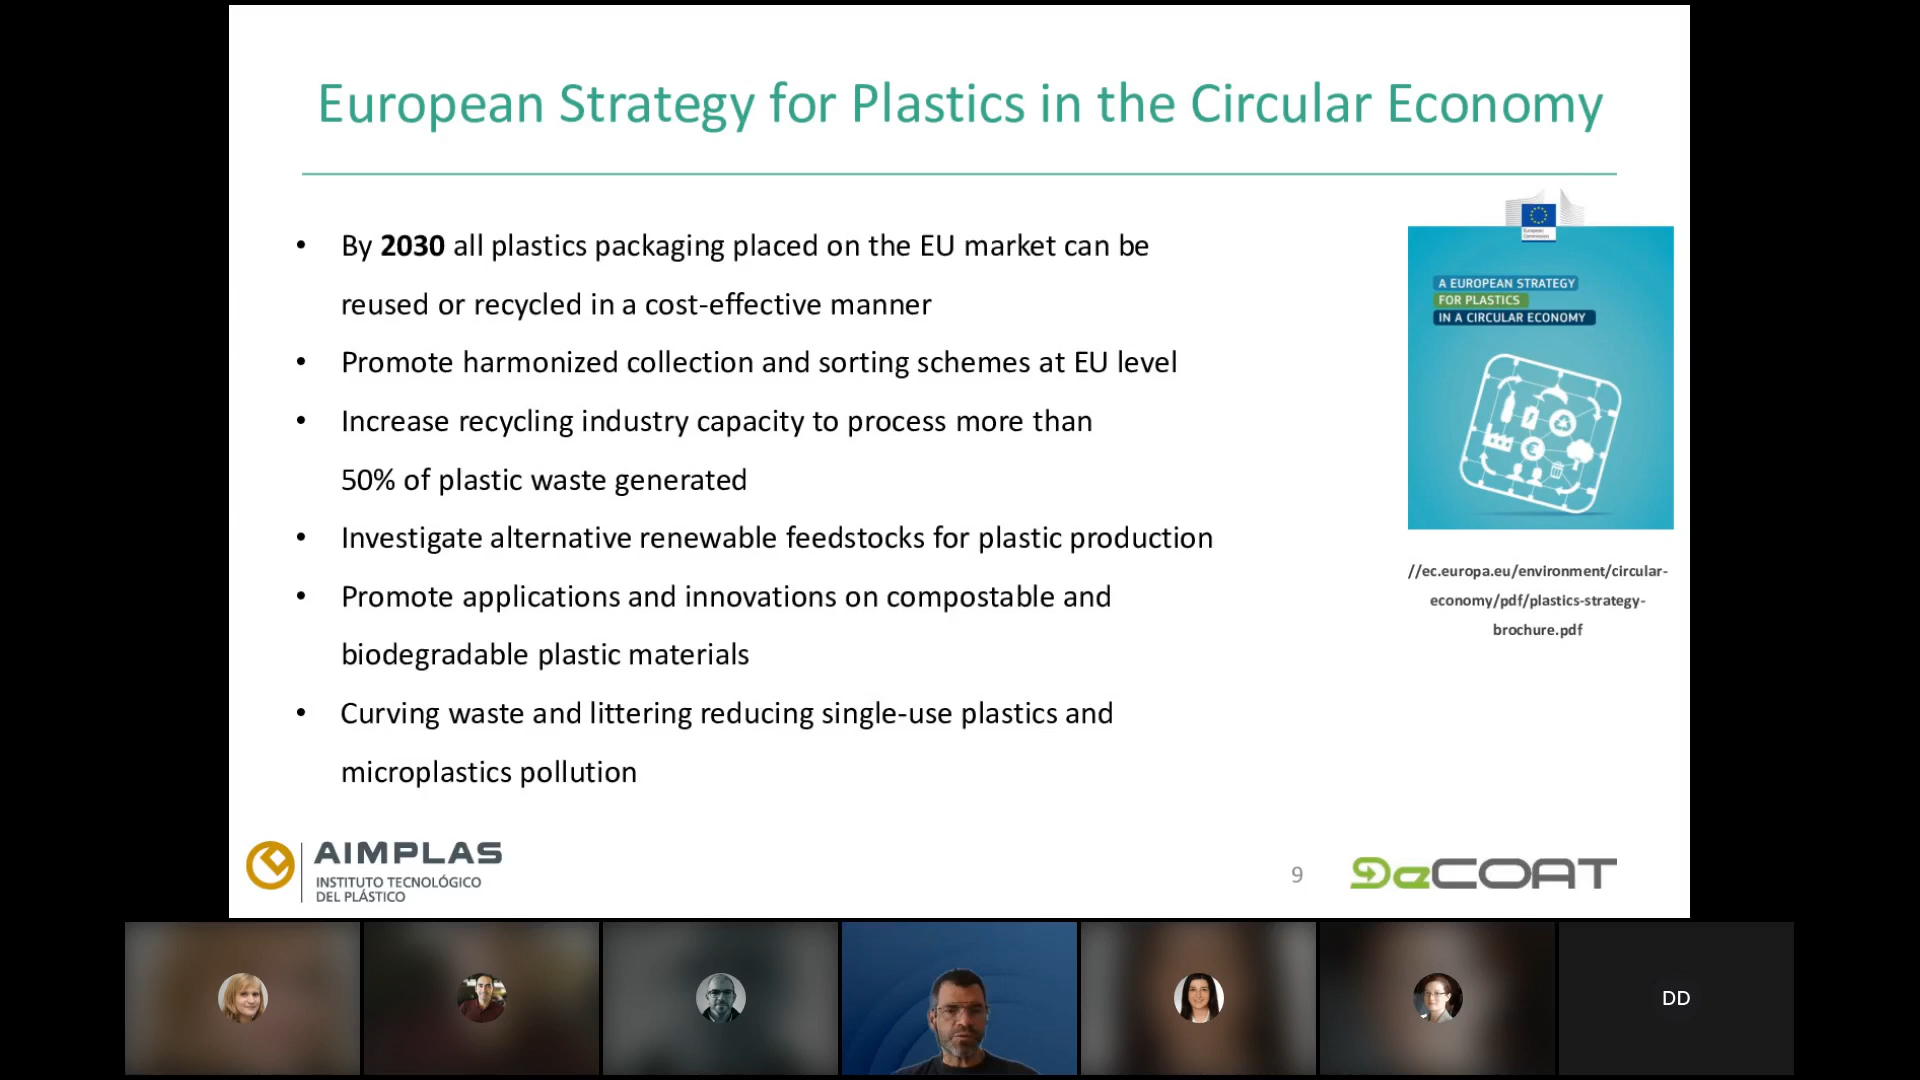 European Strategy for Plastics in the Circular Economy
• By 2030 all plastics packaging placed on the EU market can be
reused or recycled in a cost-effective manner
• Promote harmonized collection and sorting schemes at EU level
• Increase recycling industry capacity to process more than
50% of plastic waste generated
• Investigate alternative renewable feedstocks for plastic production
• Promote applications and innovations on compostable and
biodegradable plastic materials
• Curving waste and littering reducing single-use plastics and
microplastics pollution
European
Commission
A EUROPEAN STRATEGY
FOR PLASTICS
IN A CIRCULAR ECONOMY
//ec.europa.eu/environment/circular-
economy/pdf/plastics-strategy-
brochure.pdf
AIMPLAS
INSTITUTO TECNOLÓGICO
DEL PLÁSTICO
9
DeCOAT
DD